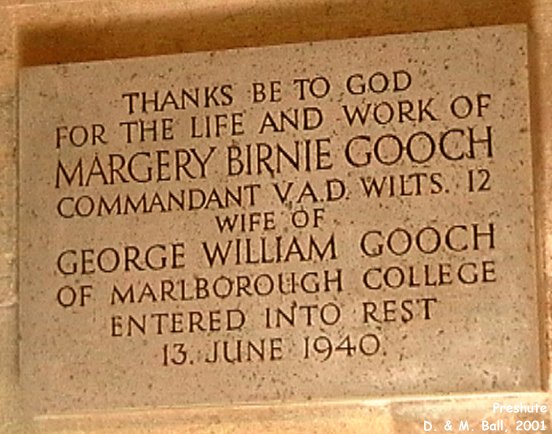 THANKS BE TO GOD
FOR THE LIFE AND WORK OF
MARGERY BIRNIE GOOCH
COMMANDANT V.A.D. WILTS. 12
WIFE OF
GEORGE WILLIAM GOOCH
OF MARLBOROUGH COLLEGE
ENTERED INTO REST
13. JUNE 1940.
Preshute
D. & M. Ball, 2001